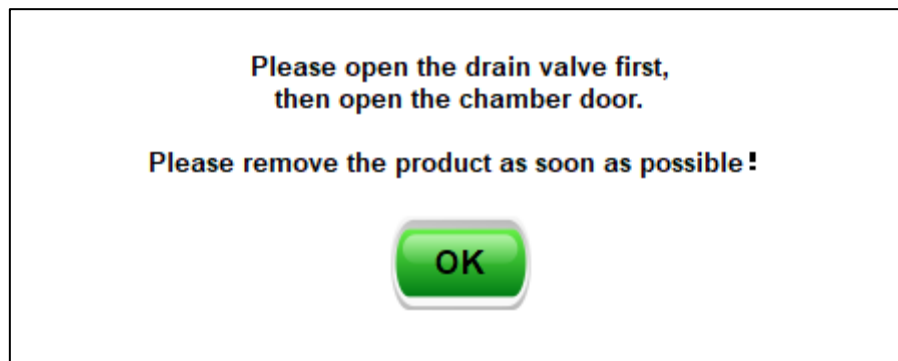 Please open the drain valve first,
then open the chamber door.
Please remove the product as soon as possible!
OK